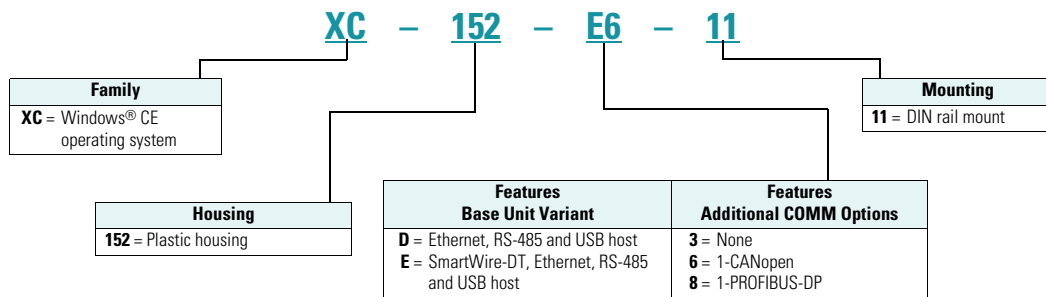 XC – 152 – E6 – 11
Family
XC = Windows® CE
operating system
Mounting
11 = DIN rail mount
Housing
152 = Plastic housing
Features
Base Unit Variant
D = Ethernet, RS-485 and USB host
E = SmartWire-DT, Ethernet, RS-485
and USB host
Features
Additional COMM Options
3 = None
6 = 1-CANopen
8 = 1-PROFIBUS-DP